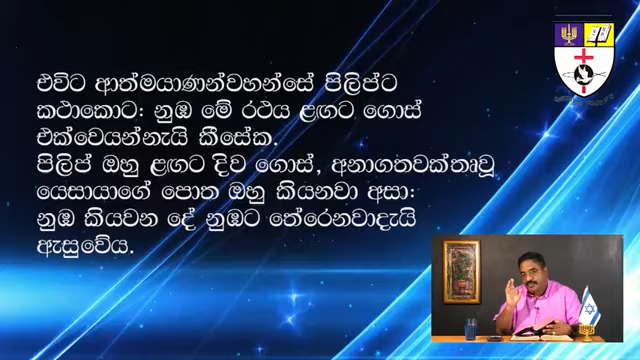 එවිට ආත්මයාණන්වහන්සේ පිලිප්ට
කථාකොට: නුඹ මේ රථය ළඟට ගොස්
එක්වෙයන්නැයි කීසේක.
පිලිප් ඔහු ළඟට දිව ගොස්, අනාගතවක්තෘවූ
යෙසායාගේ පොත ඔහු කියනවා අසා:
නුඹ කියවන දේ නුඹට තේරෙනවාදැයි
ඇසුවේය.